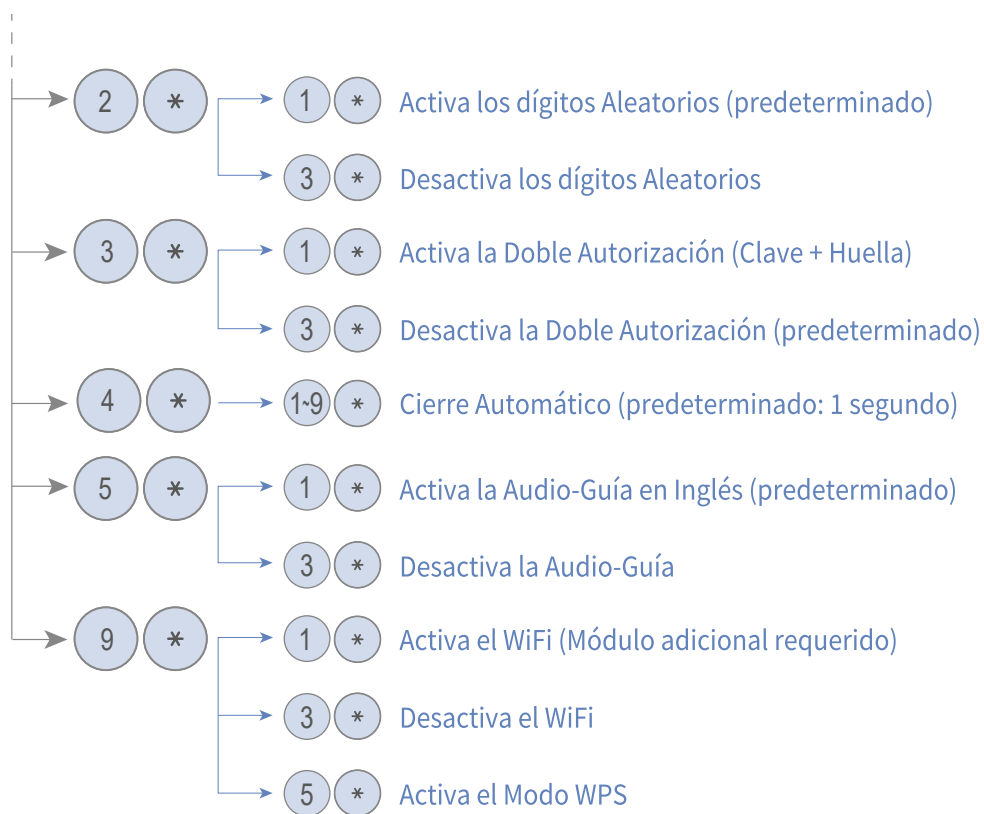 2 * 1 * Activa los dígitos Aleatorios (predeterminado)
3 * Desactiva los dígitos Aleatorios
3 * 1 * Activa la Doble Autorización (Clave + Huella)
3 * Desactiva la Doble Autorización (predeterminado)
4 * 1~9 * Cierre Automático (predeterminado: 1 segundo)
5 * 1 * Activa la Audio-Guía en Inglés (predeterminado)
3 * Desactiva la Audio-Guía
9 * 1 * Activa el WiFi (Módulo adicional requerido)
3 * Desactiva el WiFi
5 * Activa el Modo WPS